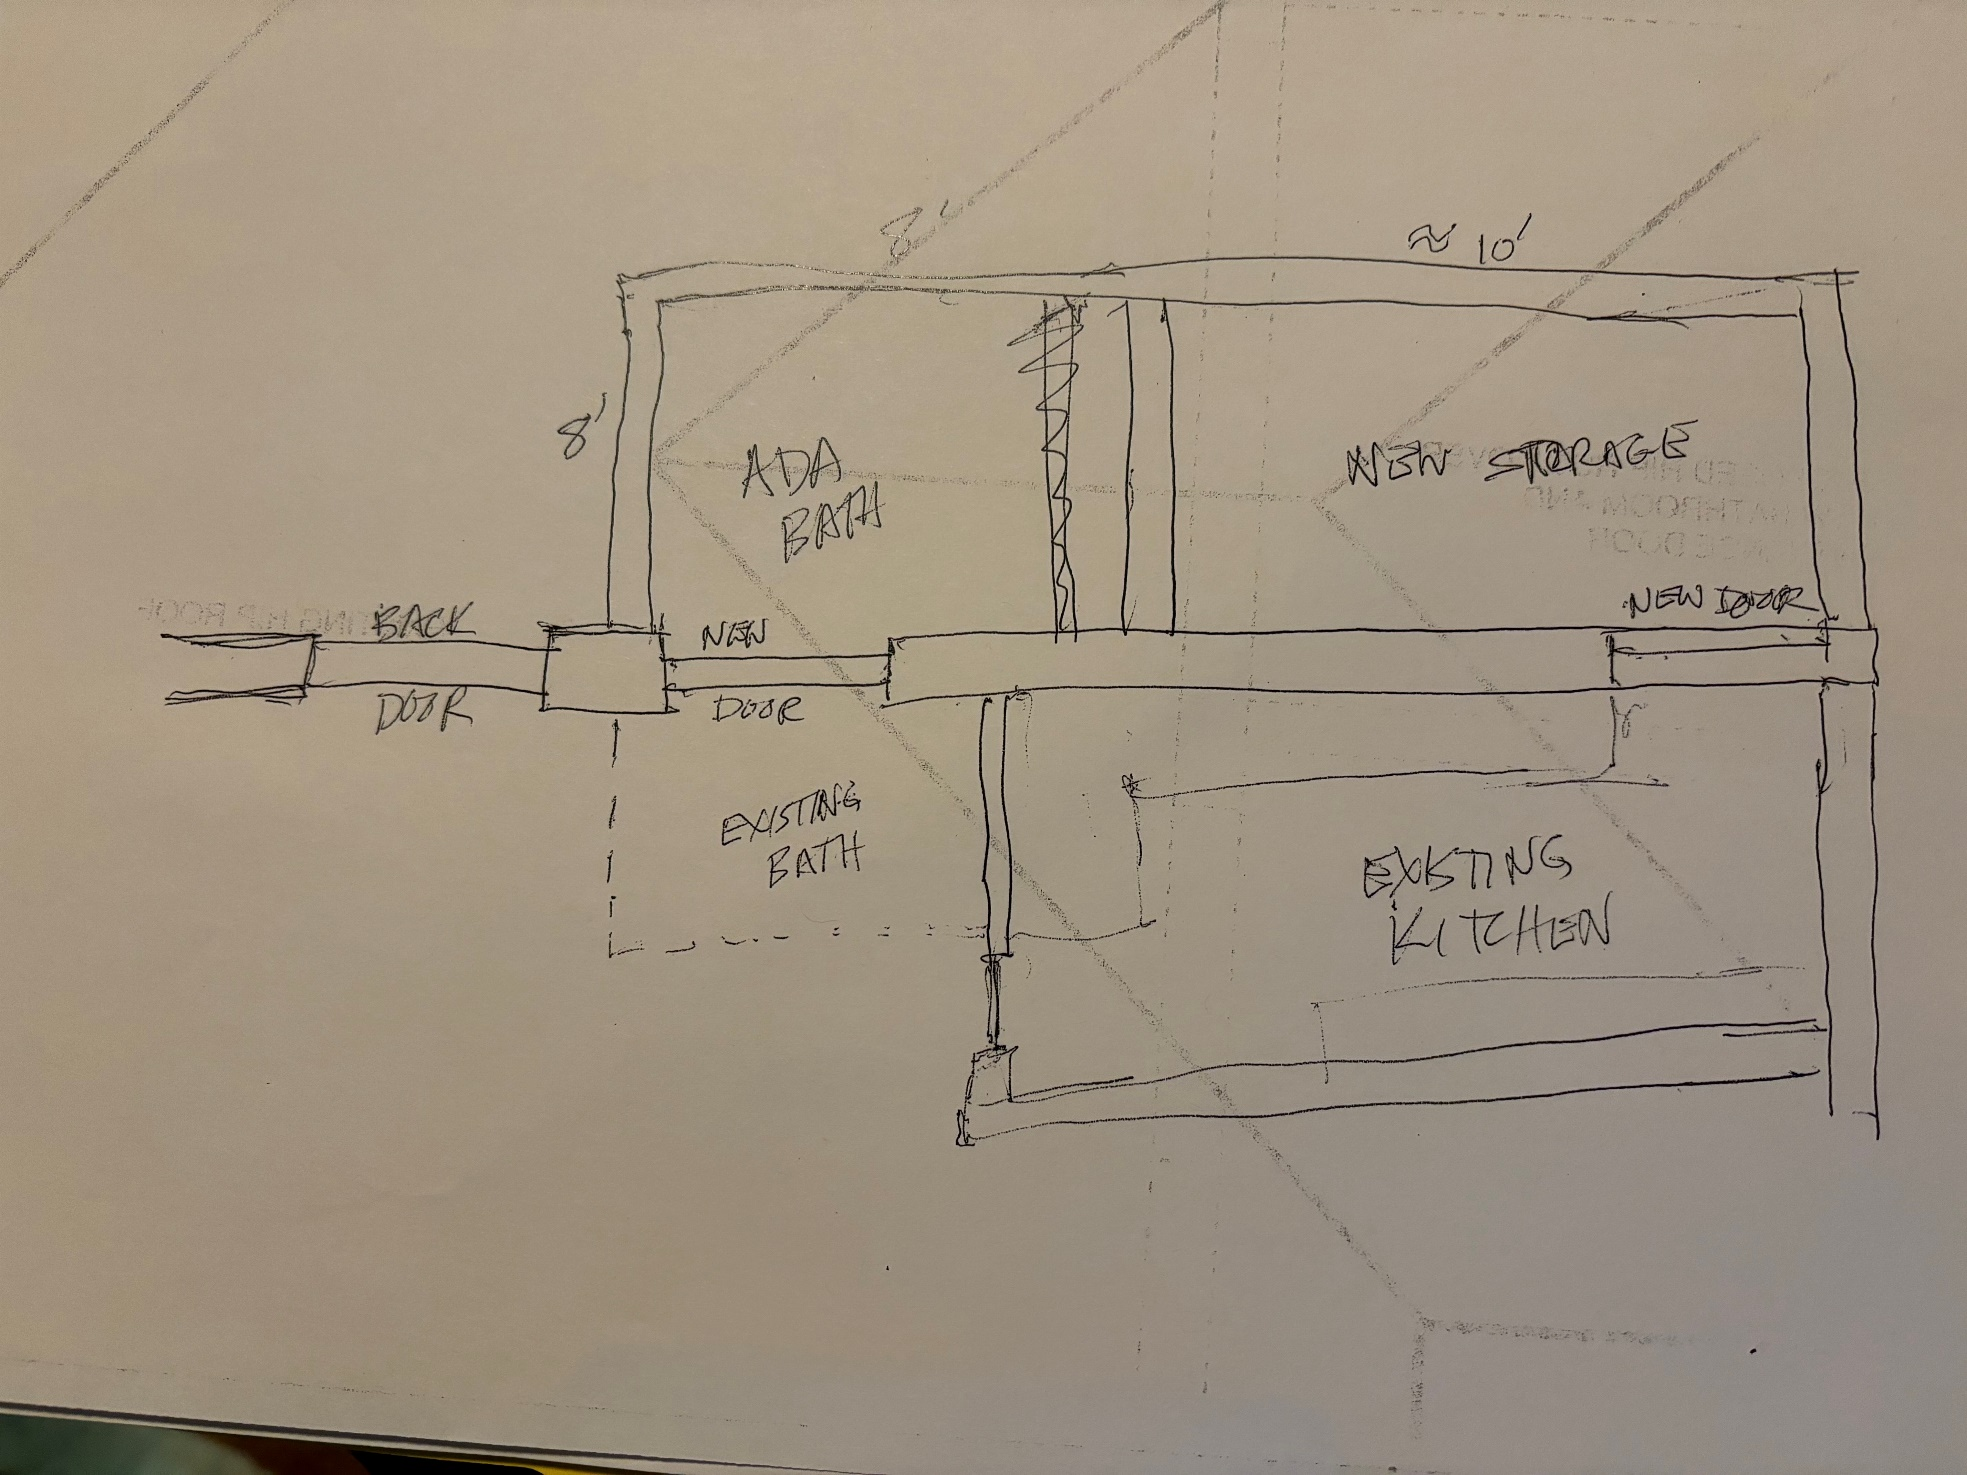 8'
≈ 10'
8'
ADA
BATH
NEW STORAGE
NEW DOOR
BACK
DOOR
NEW
DOOR
EXISTING
BATH
EXISTING
KITCHEN